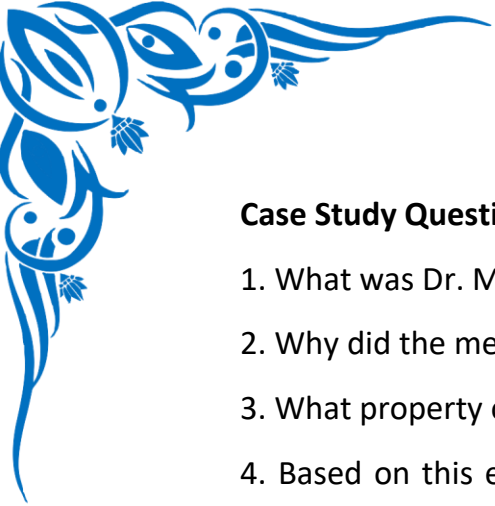 Case Study Questi
1. What was Dr. M
2. Why did the me
3. What property
4. Based on this e